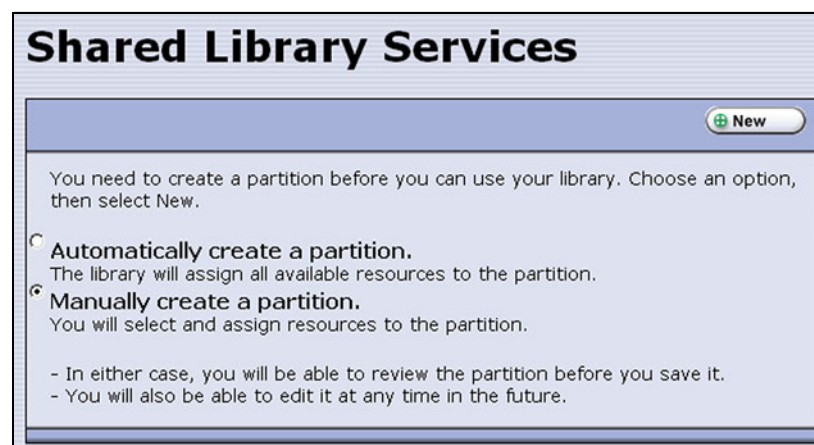 Shared Library Services
New
You need to create a partition before you can use your library. Choose an option,
then select New.
Automatically create a partition.
The library will assign all available resources to the partition.
Manually create a partition.
You will select and assign resources to the partition.
- In either case, you will be able to review the partition before you save it.
- You will also be able to edit it at any time in the future.